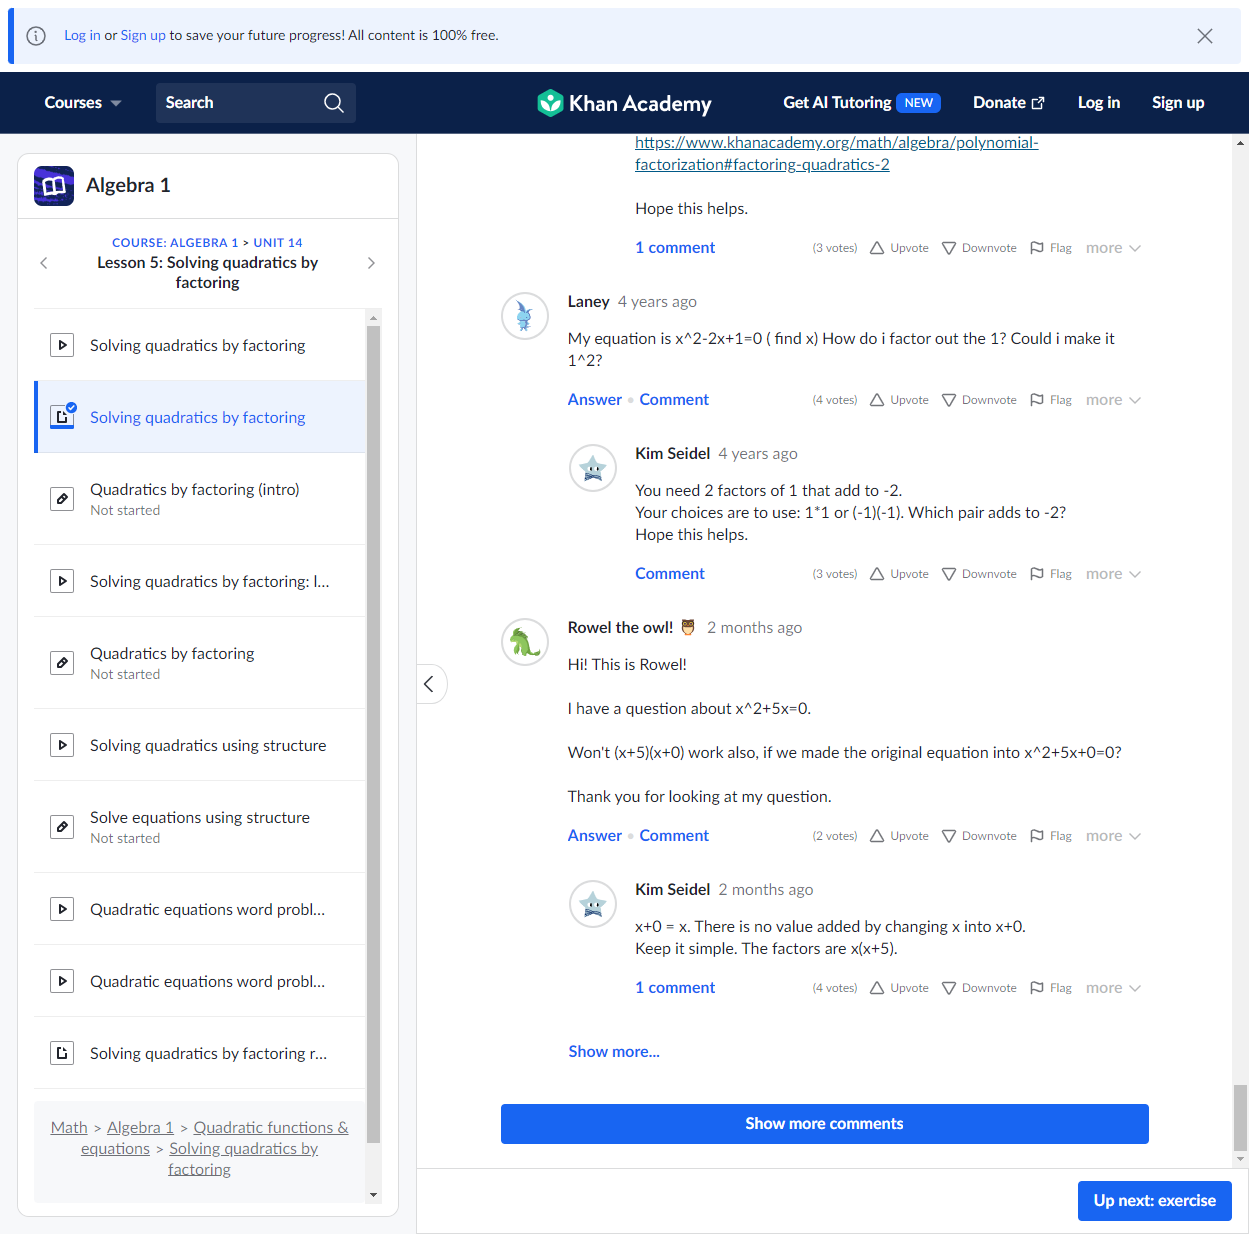 Log in or Sign up to save your future progress! All content is 100% free.
Courses
Search
Khan Academy
Get AI Tutoring NEW
Donate
Log in
Sign up
Algebra 1
COURSE: ALGEBRA 1 > UNIT 14
Lesson 5: Solving quadratics by
factoring
Solving quadratics by factoring
Solving quadratics by factoring
Quadratics by factoring (intro)
Not started
Solving quadratics by factoring: l...
Quadratics by factoring
Not started
Solving quadratics using structure
Solve equations using structure
Not started
Quadratic equations word probl...
Quadratic equations word probl...
Solving quadratics by factoring r...
Math > Algebra 1 > Quadratic functions &
equations > Solving quadratics by
factoring
https://www.khanacademy.org/math/algebra/polynomial-
factorization#factoring-quadratics-2
Hope this helps.
1 comment (3 votes) Upvote Downvote Flag more
Laney 4 years ago
My equation is x^2-2x+1=0 ( find x) How do i factor out the 1? Could i make it
1^2?
Answer • Comment (4 votes) Upvote Downvote Flag more
Kim Seidel 4 years ago
You need 2 factors of 1 that add to -2.
Your choices are to use: 1*1 or (-1)(-1). Which pair adds to -2?
Hope this helps.
Comment (3 votes) Upvote Downvote Flag more
Rowel the owl! 🦉 2 months ago
Hi! This is Rowel!
I have a question about x^2+5x=0.
Won't (x+5)(x+0) work also, if we made the original equation into x^2+5x+0=0?
Thank you for looking at my question.
Answer • Comment (2 votes) Upvote Downvote Flag more
Kim Seidel 2 months ago
x+0 = x. There is no value added by changing x into x+0.
Keep it simple. The factors are x(x+5).
1 comment (4 votes) Upvote Downvote Flag more
Show more...
Show more comments
Up next: exercise